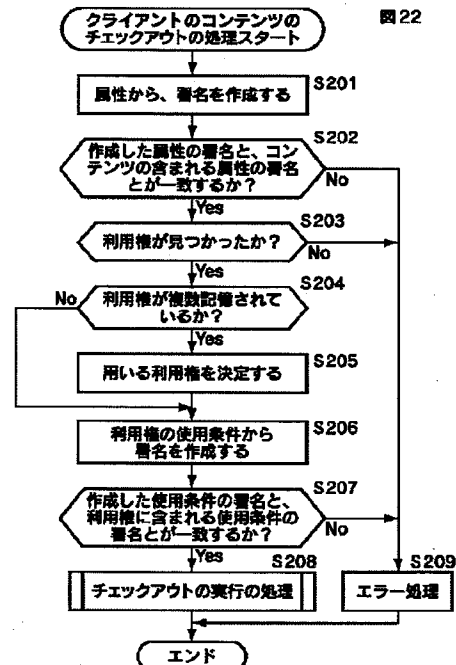 図22
クライアントのコンテンツの
チェックアウトの処理スタート
S201
属性から、署名を作成する
S202
作成した属性の署名と、コン
テンツの含まれる属性の署名
とが一致するか？
No
Yes
S203
利用権が見つかったか？
No
Yes
S204
No
利用権が複数記憶されて
いるか？
Yes
S205
用いる利用権を決定する
S206
利用権の使用条件から
署名を作成する
S207
作成した使用条件の署名と、
利用権に含まれる使用条件の
署名とが一致するか？
No
Yes
S208
チェックアウトの実行の処理
S209
エラー処理
エンド